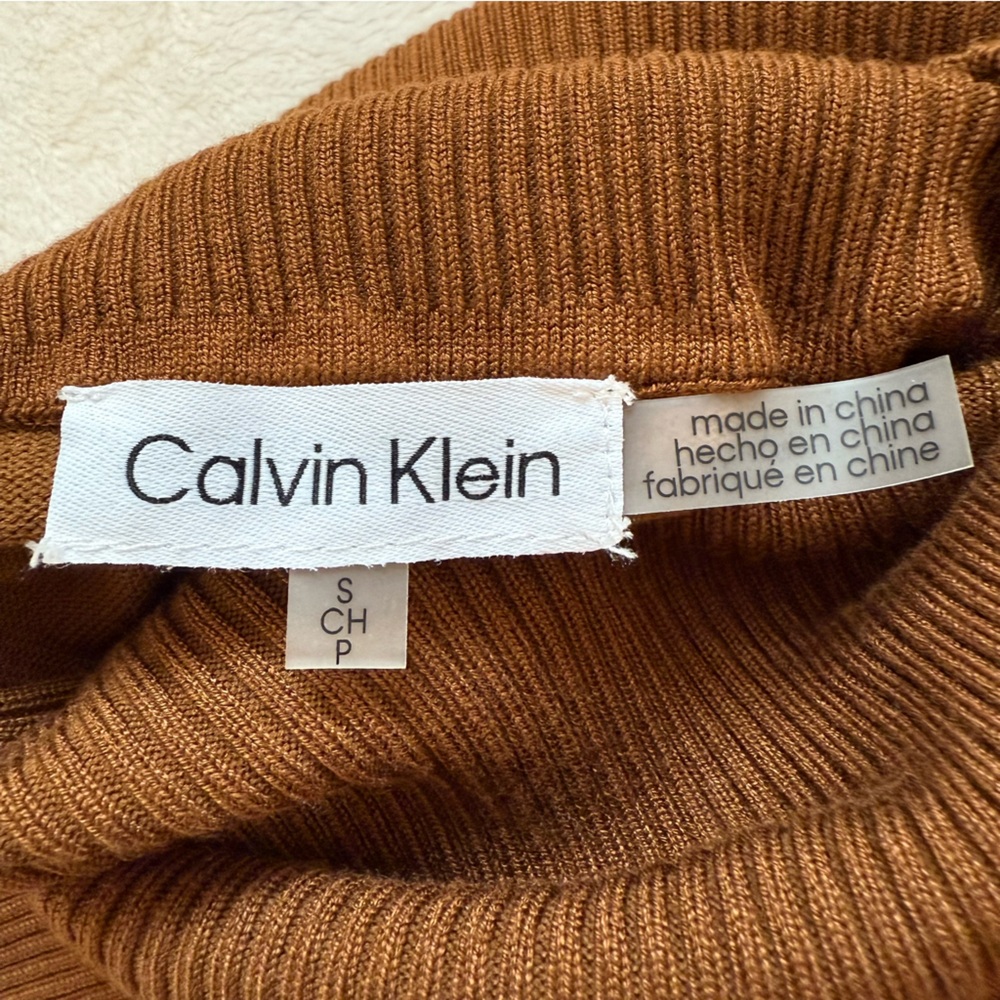 Calvin Klein
made in china
hecho en china
fabriqué en chine
S
CH
P